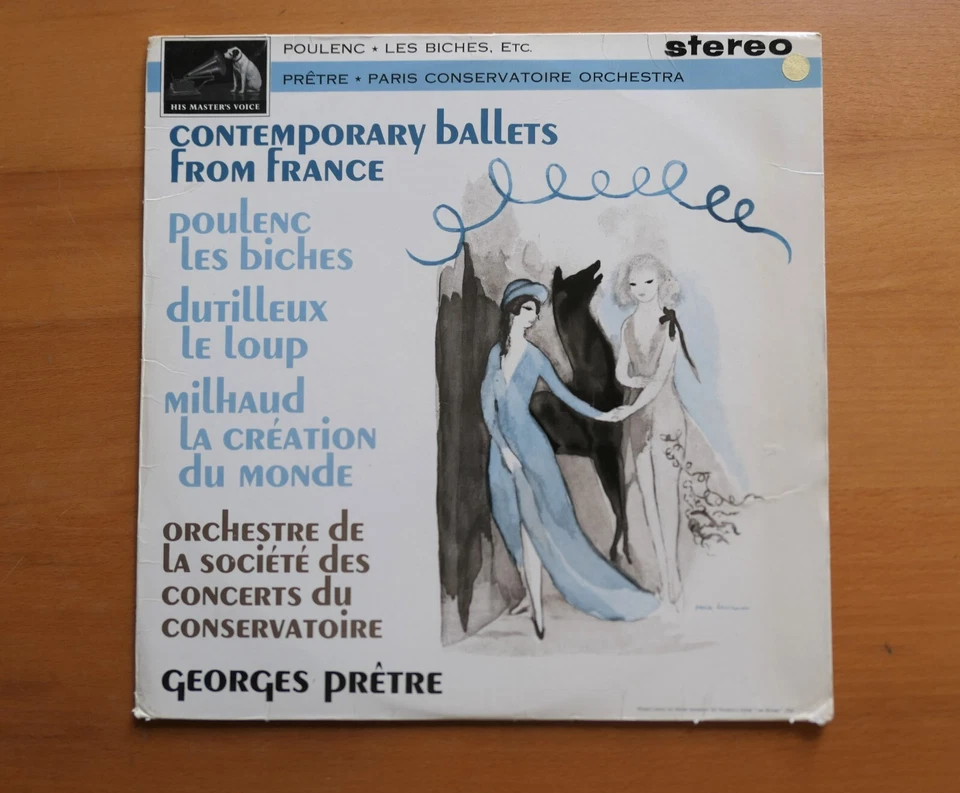 POULENC ★ LES BICHES, ETC.
stereo
PRÊTRE ★ PARIS CONSERVATOIRE ORCHESTRA
HIS MASTER'S VOICE
CONTEMPORARY BALLETS
FROM FRANCE
POULENC
LES BICHES
DUTILLEUX
LE LOUP
MILHAUD
LA CRÉATION
DU MONDE
ORCHESTRE DE
LA SOCIÉTÉ DES
CONCERTS DU
CONSERVATOIRE
GEORGES PRÊTRE